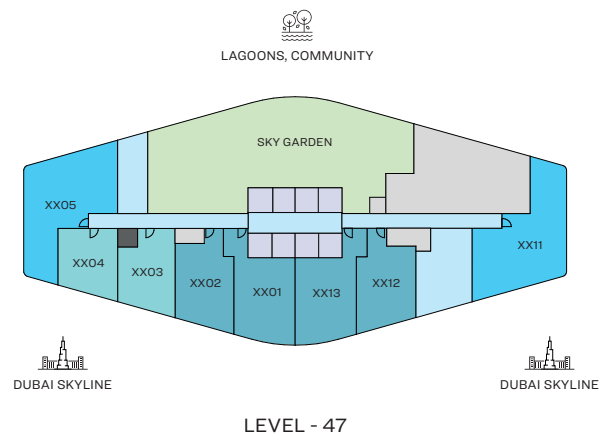 LAGOONS, COMMUNITY
SKY GARDEN
XX05
XX11
XX04
XX03
XX02
XX01
XX13
XX12
DUBAI SKYLINE
DUBAI SKYLINE
LEVEL - 47